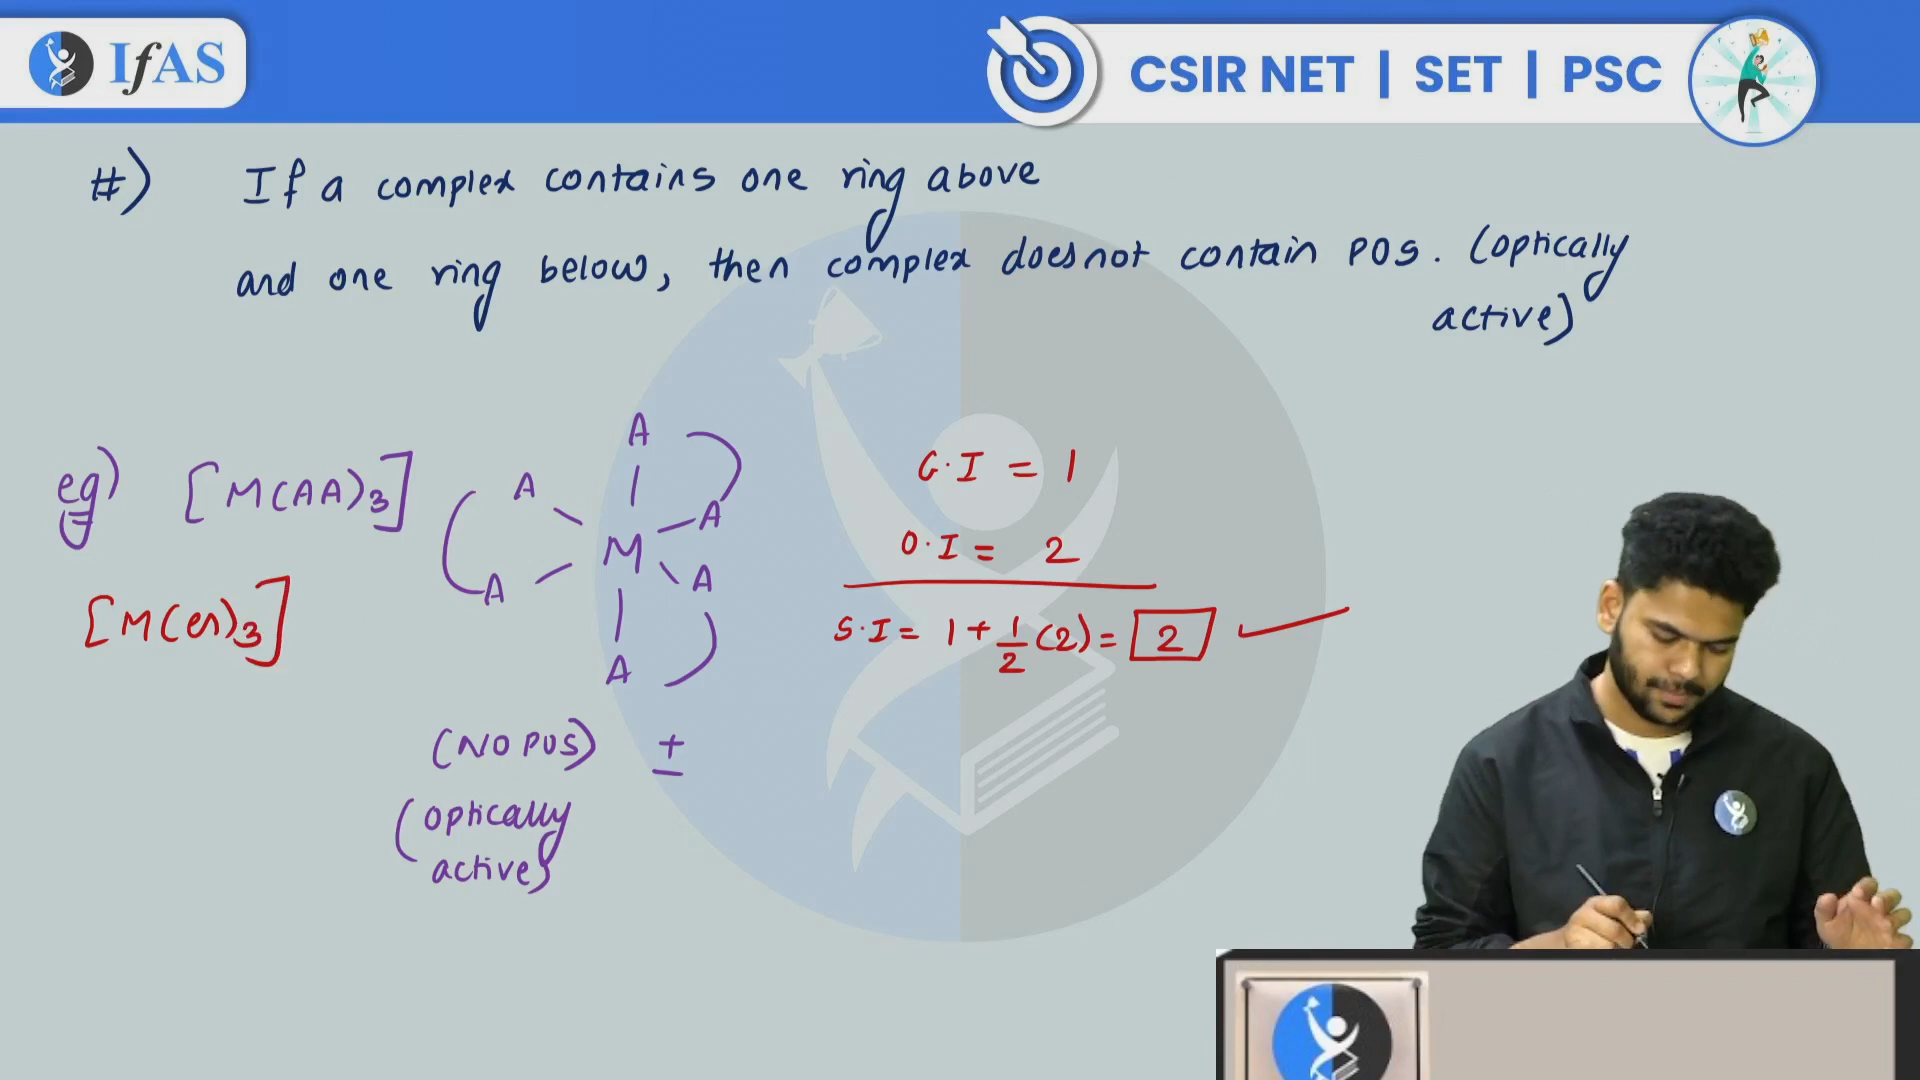 IfAS
CSIR NET | SET | PSC
#) If a complex contains one ring above
and one ring below, then complex does not contain POS. (optically
active)
eg) [M(AA)3]
[M(en)3]
A
A
A
M
A
A
A
(NO POS) ±
(optically
active)
G.I = 1
O.I = 2
S.I = 1 + 1/2 (2) = 2